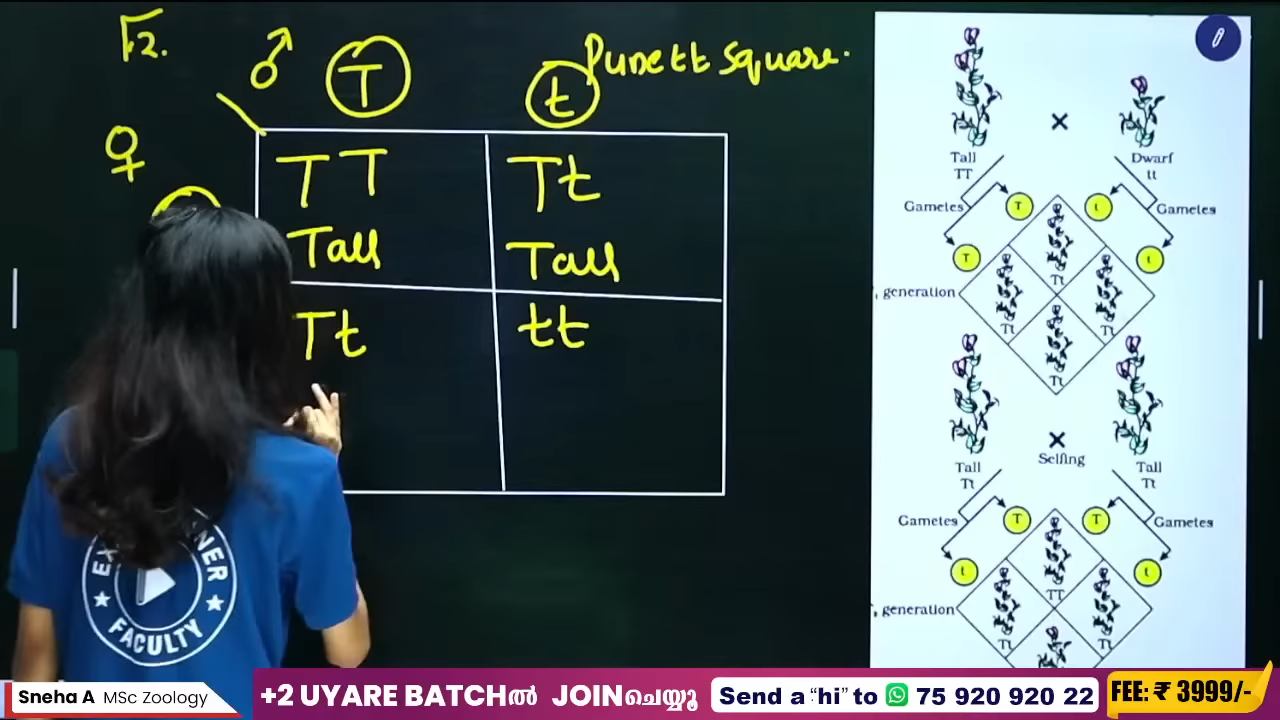 F2.
♂ T t Punett Square.
♀
TT Tt
Tall Tall
Tt tt
Tall TT
Dwarf tt
×
Gametes T t Gametes
T t
generation
Tt
Tt Tt
Tt
×
Selfing
Tall Tt
Tall Tt
Gametes T T Gametes
t t
generation
TT
Tt Tt
FACULTY
Sneha A MSc Zoology
+2 UYARE BATCHൽ JOINചെയ്യൂ
Send a “hi” to 75 920 920 22
FEE: ₹ 3999/-